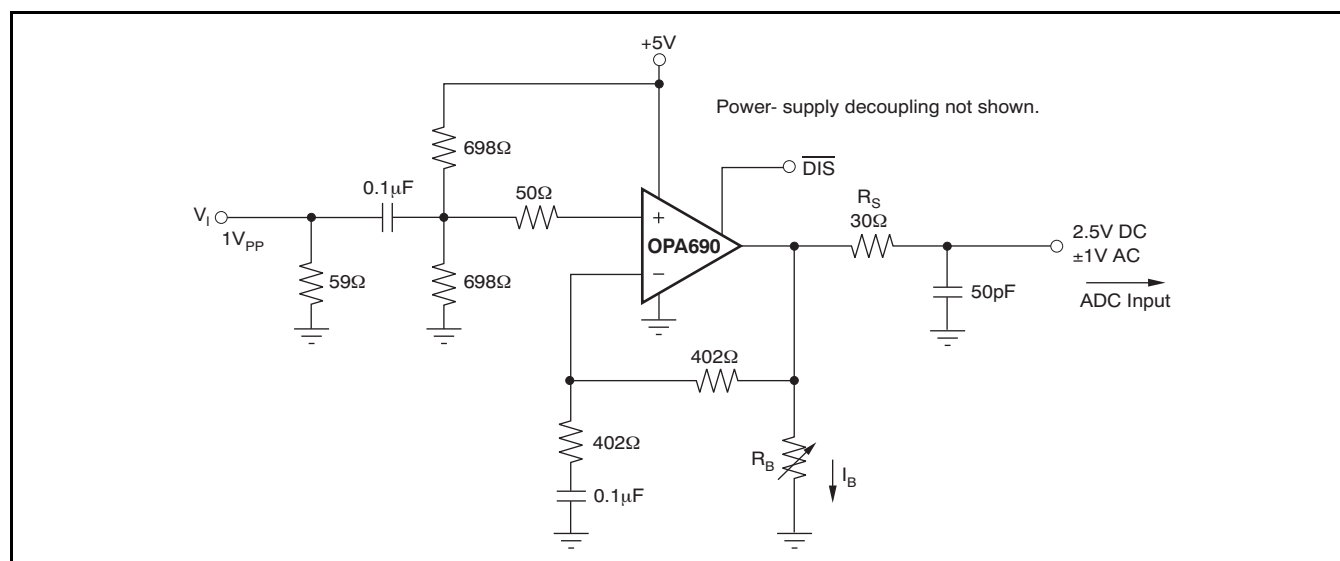 +5V
Power- supply decoupling not shown.
698Ω
DIS
0.1μF
50Ω
R_S
30Ω
V_I
1V_PP
+
OPA690
−
2.5V DC
±1V AC
59Ω
698Ω
50pF
ADC Input
402Ω
402Ω
R_B
I_B
0.1μF